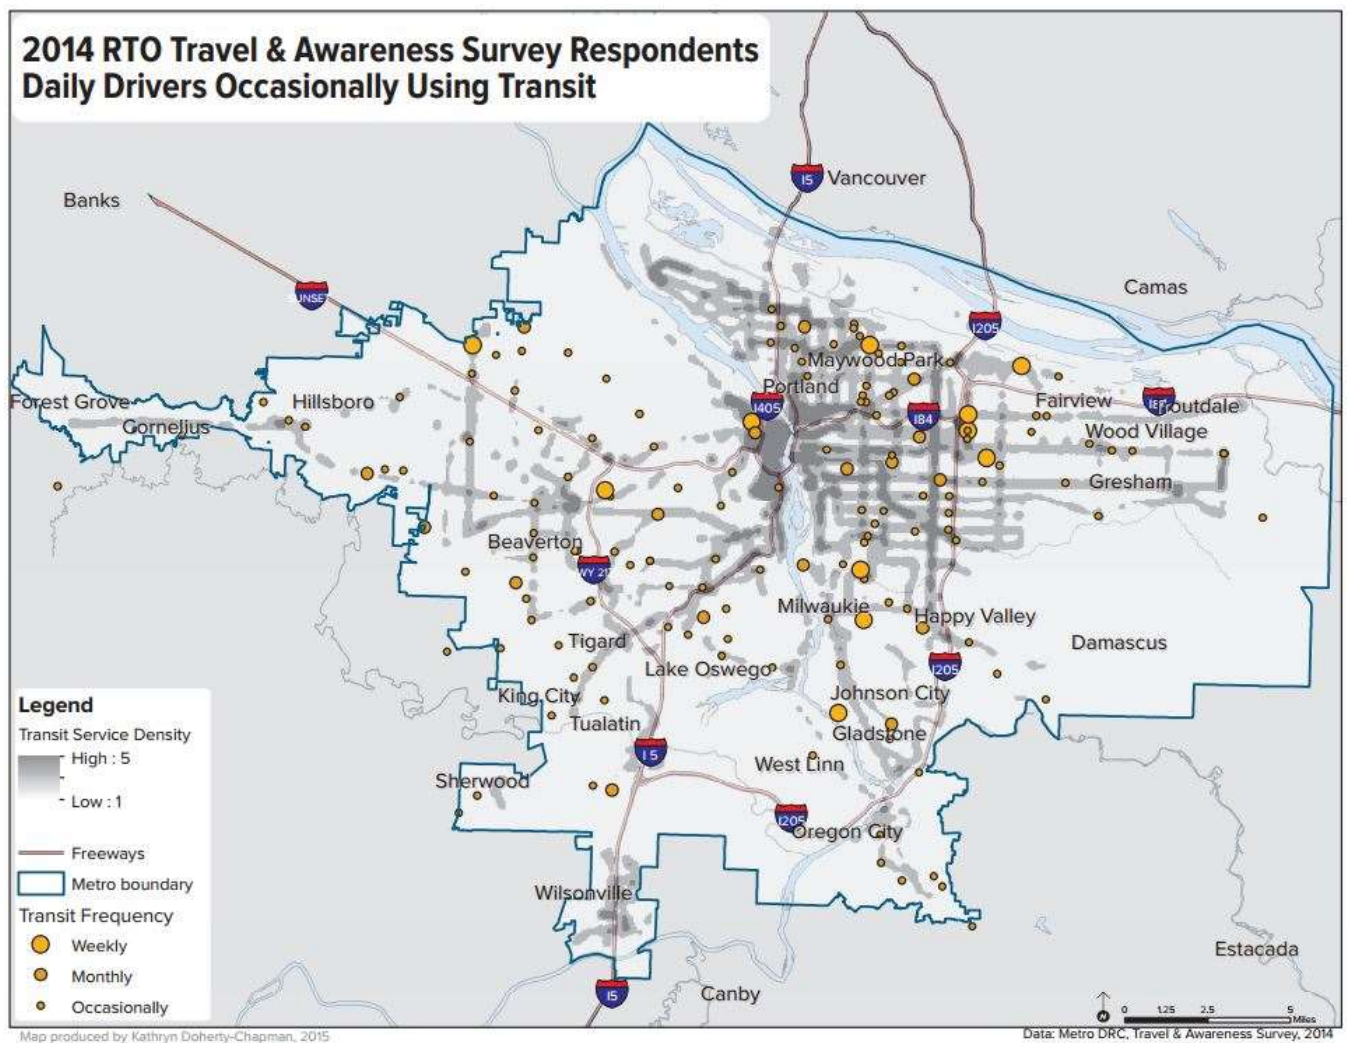 2014 RTO Travel & Awareness Survey Respondents
Daily Drivers Occasionally Using Transit
I5
Vancouver
Banks
Camas
UNSE
I205
Maywood Park
Portland
Forest Grove
Hillsboro
I405
Fairview
Troutdale
Cornelius
I84
Wood Village
Gresham
Beaverton
WY 21
Milwaukie
Happy Valley
Tigard
Damascus
Lake Oswego
I205
King City
Johnson City
Tualatin
Gladstone
I 5
West Linn
Sherwood
I205
Oregon City
Wilsonville
Estacada
I5
Canby
Legend
Transit Service Density
High : 5
Low : 1
Freeways
Metro boundary
Transit Frequency
Weekly
Monthly
Occasionally
N
0 1.25 2.5 5
Miles
Map produced by Kathryn Doherty-Chapman, 2015
Data: Metro DRC, Travel & Awareness Survey, 2014